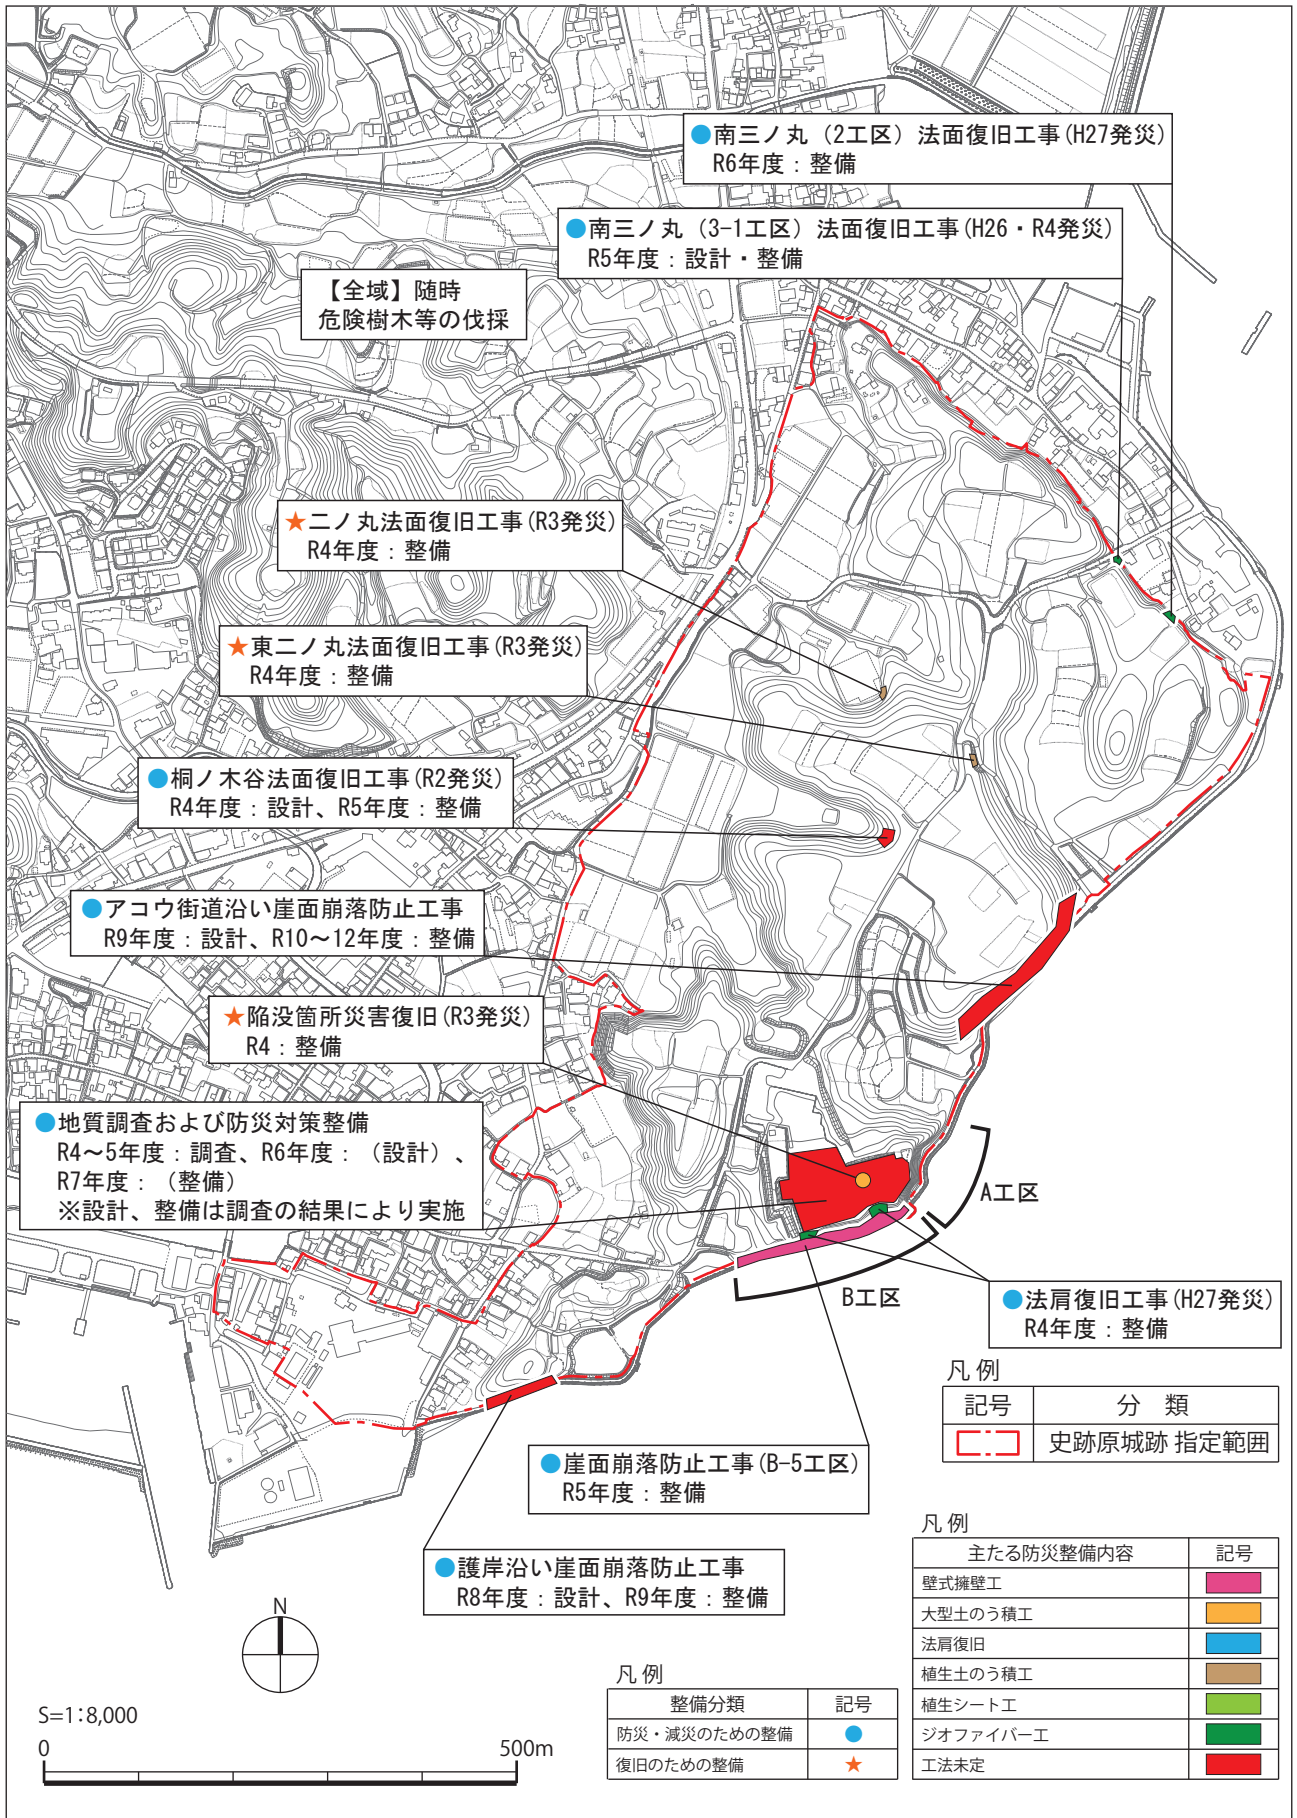 ●南三ノ丸（2工区）法面復旧工事(H27発災)
R6年度：整備
●南三ノ丸（3-1工区）法面復旧工事(H26・R4発災)
R5年度：設計・整備
【全域】随時
危険樹木等の伐採
★二ノ丸法面復旧工事(R3発災)
R4年度：整備
★東二ノ丸法面復旧工事(R3発災)
R4年度：整備
●桐ノ木谷法面復旧工事(R2発災)
R4年度：設計、R5年度：整備
●アコウ街道沿い崖面崩落防止工事
R9年度：設計、R10～12年度：整備
★陥没箇所災害復旧(R3発災)
R4：整備
●地質調査および防災対策整備
R4～5年度：調査、R6年度：（設計）、
R7年度：（整備）
※設計、整備は調査の結果により実施
A工区
B工区
●法肩復旧工事(H27発災)
R4年度：整備
●崖面崩落防止工事(B-5工区)
R5年度：整備
●護岸沿い崖面崩落防止工事
R8年度：設計、R9年度：整備
凡例
記号 分類
史跡原城跡 指定範囲
凡例
主たる防災整備内容 記号
壁式擁壁工
大型土のう積工
法肩復旧
植生土のう積工
植生シート工
ジオファイバー工
工法未定
凡例
整備分類 記号
防災・減災のための整備 ●
復旧のための整備 ★
N
S=1:8,000
0 500m